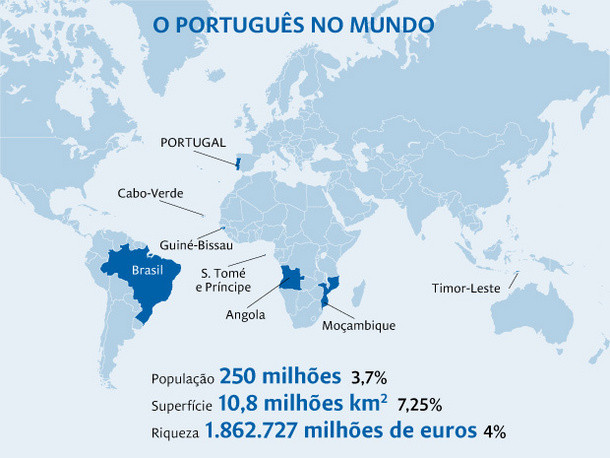 O PORTUGUÊS NO MUNDO
PORTUGAL
Cabo-Verde
Guiné-Bissau
Brasil
S. Tomé
e Príncipe
Angola
Moçambique
Timor-Leste
População 250 milhões 3,7%
Superfície 10,8 milhões km² 7,25%
Riqueza 1.862.727 milhões de euros 4%